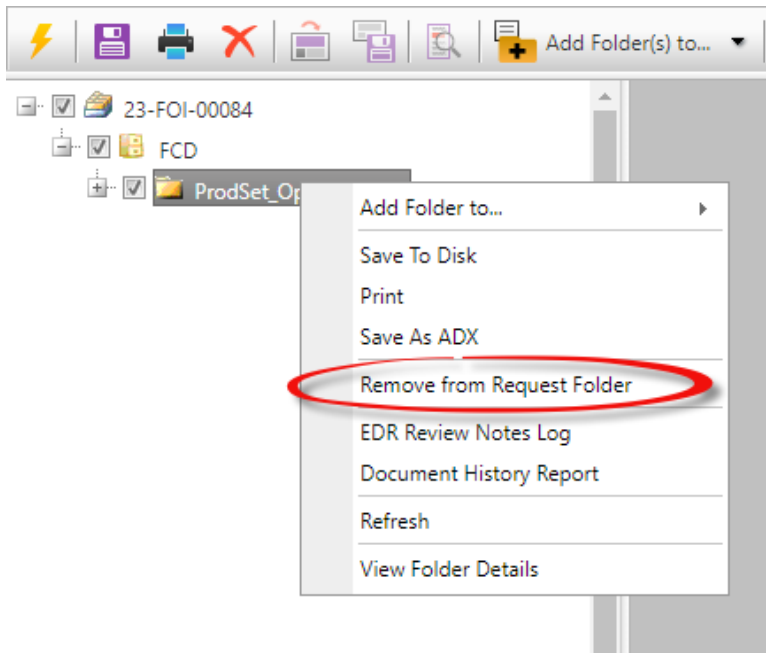 Add Folder(s) to...
23-FOI-00084
FCD
ProdSet_Op
Add Folder to...
Save To Disk
Print
Save As ADX
Remove from Request Folder
EDR Review Notes Log
Document History Report
Refresh
View Folder Details